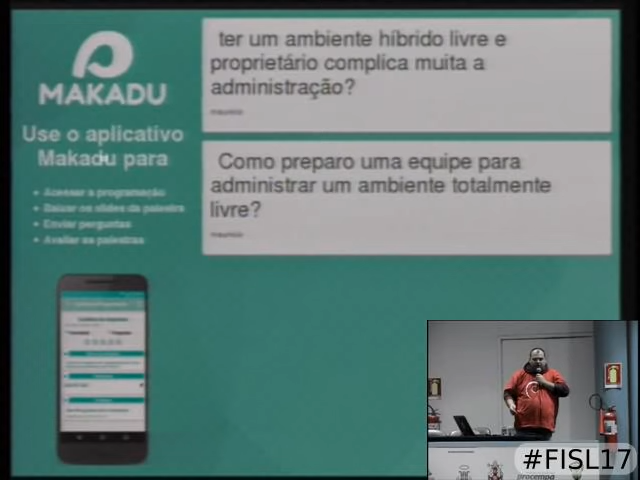 MAKADU
Use o aplicativo
Makadu para
• Acessar a programação
• Baixar os slides da palestra
• Enviar perguntas
• Avaliar as palestras
ter um ambiente híbrido livre e
proprietário complica muita a
administração?
Como preparo uma equipe para
administrar um ambiente totalmente
livre?
procempa
#FISL17